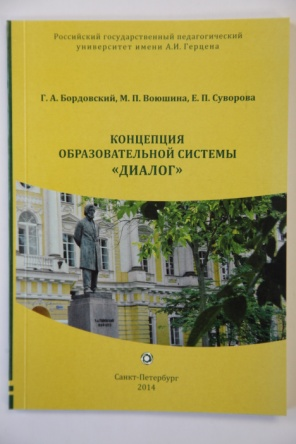 Российский государственный педагогический
университет имени А.И. Герцена
Г. А. Бордовский, М. П. Воюшина, Е. П. Суворова
КОНЦЕПЦИЯ
ОБРАЗОВАТЕЛЬНОЙ СИСТЕМЫ
«ДИАЛОГ»
Санкт-Петербург
2014